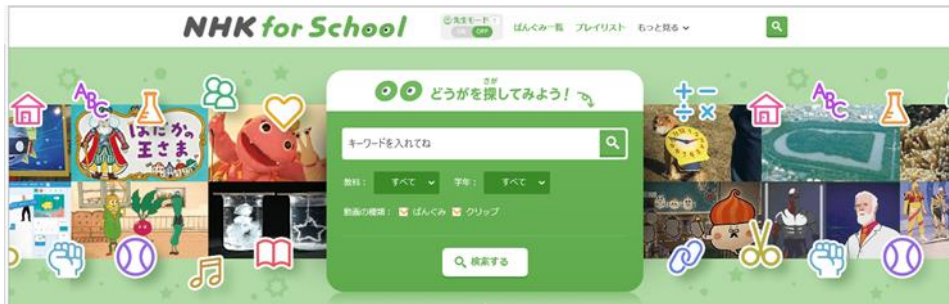 NHK for School
先生モード
ON OFF
ばんぐみ一覧 プレイリスト もっと見る
さが
どうがを探してみよう!
キーワードを入れてね
教科： すべて 学年： すべて
動画の種類： ばんぐみ クリップ
検索する
ABC
はにかの
王さま
ABC